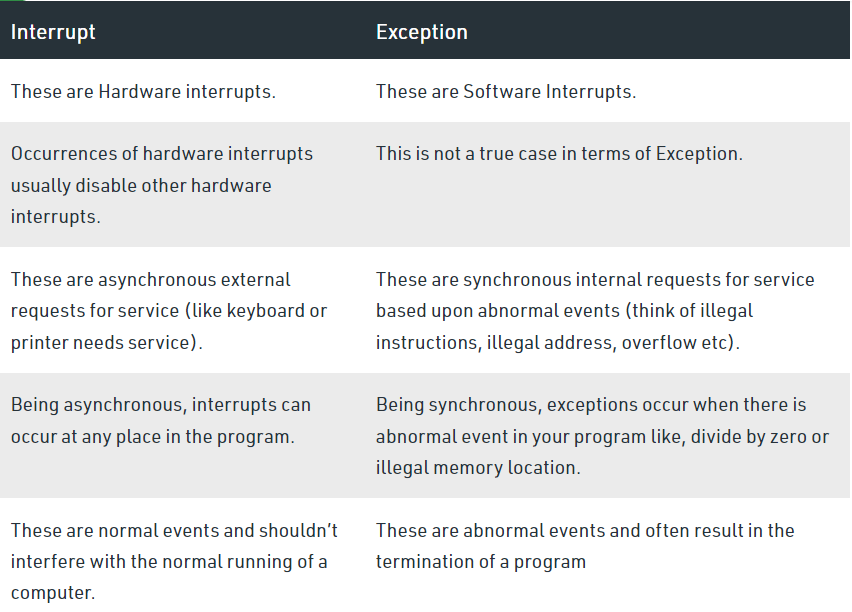 Interrupt
Exception
These are Hardware interrupts.
These are Software Interrupts.
Occurrences of hardware interrupts
usually disable other hardware
interrupts.
This is not a true case in terms of Exception.
These are asynchronous external
requests for service (like keyboard or
printer needs service).
These are synchronous internal requests for service
based upon abnormal events (think of illegal
instructions, illegal address, overflow etc).
Being asynchronous, interrupts can
occur at any place in the program.
Being synchronous, exceptions occur when there is
abnormal event in your program like, divide by zero or
illegal memory location.
These are normal events and shouldn’t
interfere with the normal running of a
computer.
These are abnormal events and often result in the
termination of a program